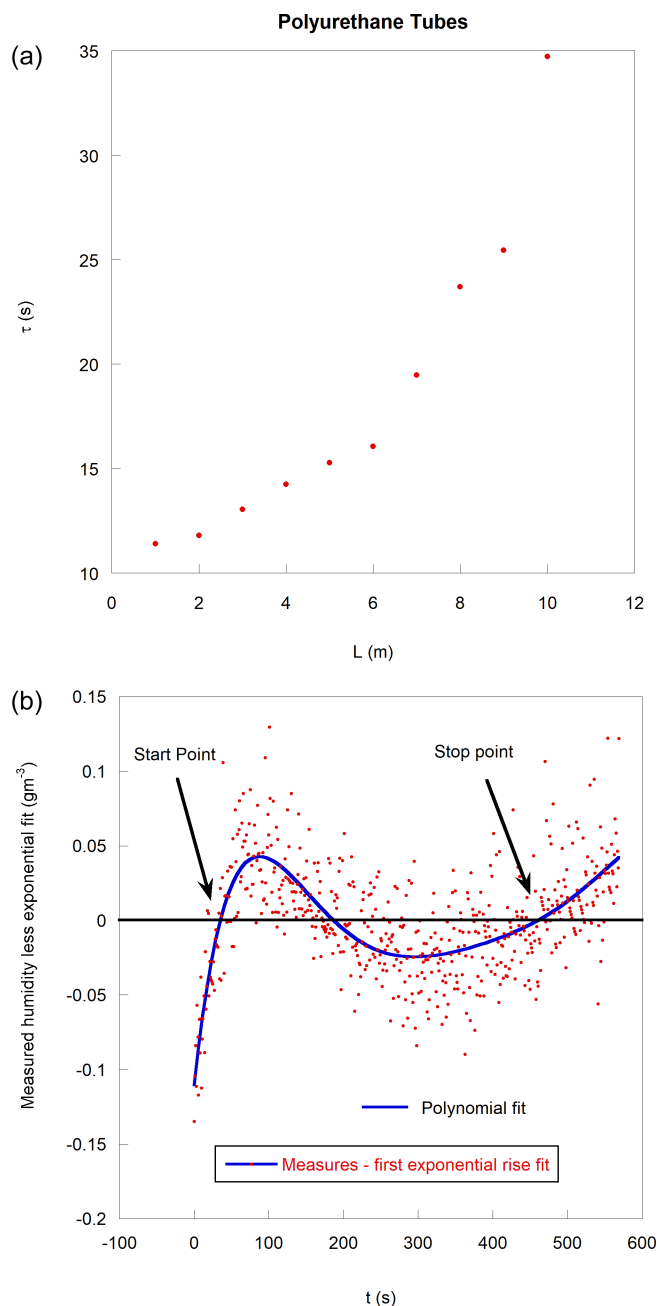 Polyurethane Tubes
(a)
35
30
25
20
15
10
τ (s)
0 2 4 6 8 10 12
L (m)
(b)
0.15
0.1
0.05
0
-0.05
-0.1
-0.15
-0.2
Measured humidity less exponential fit (gm⁻³)
Start Point
Stop point
Polynomial fit
Measures - first exponential rise fit
-100 0 100 200 300 400 500 600
t (s)